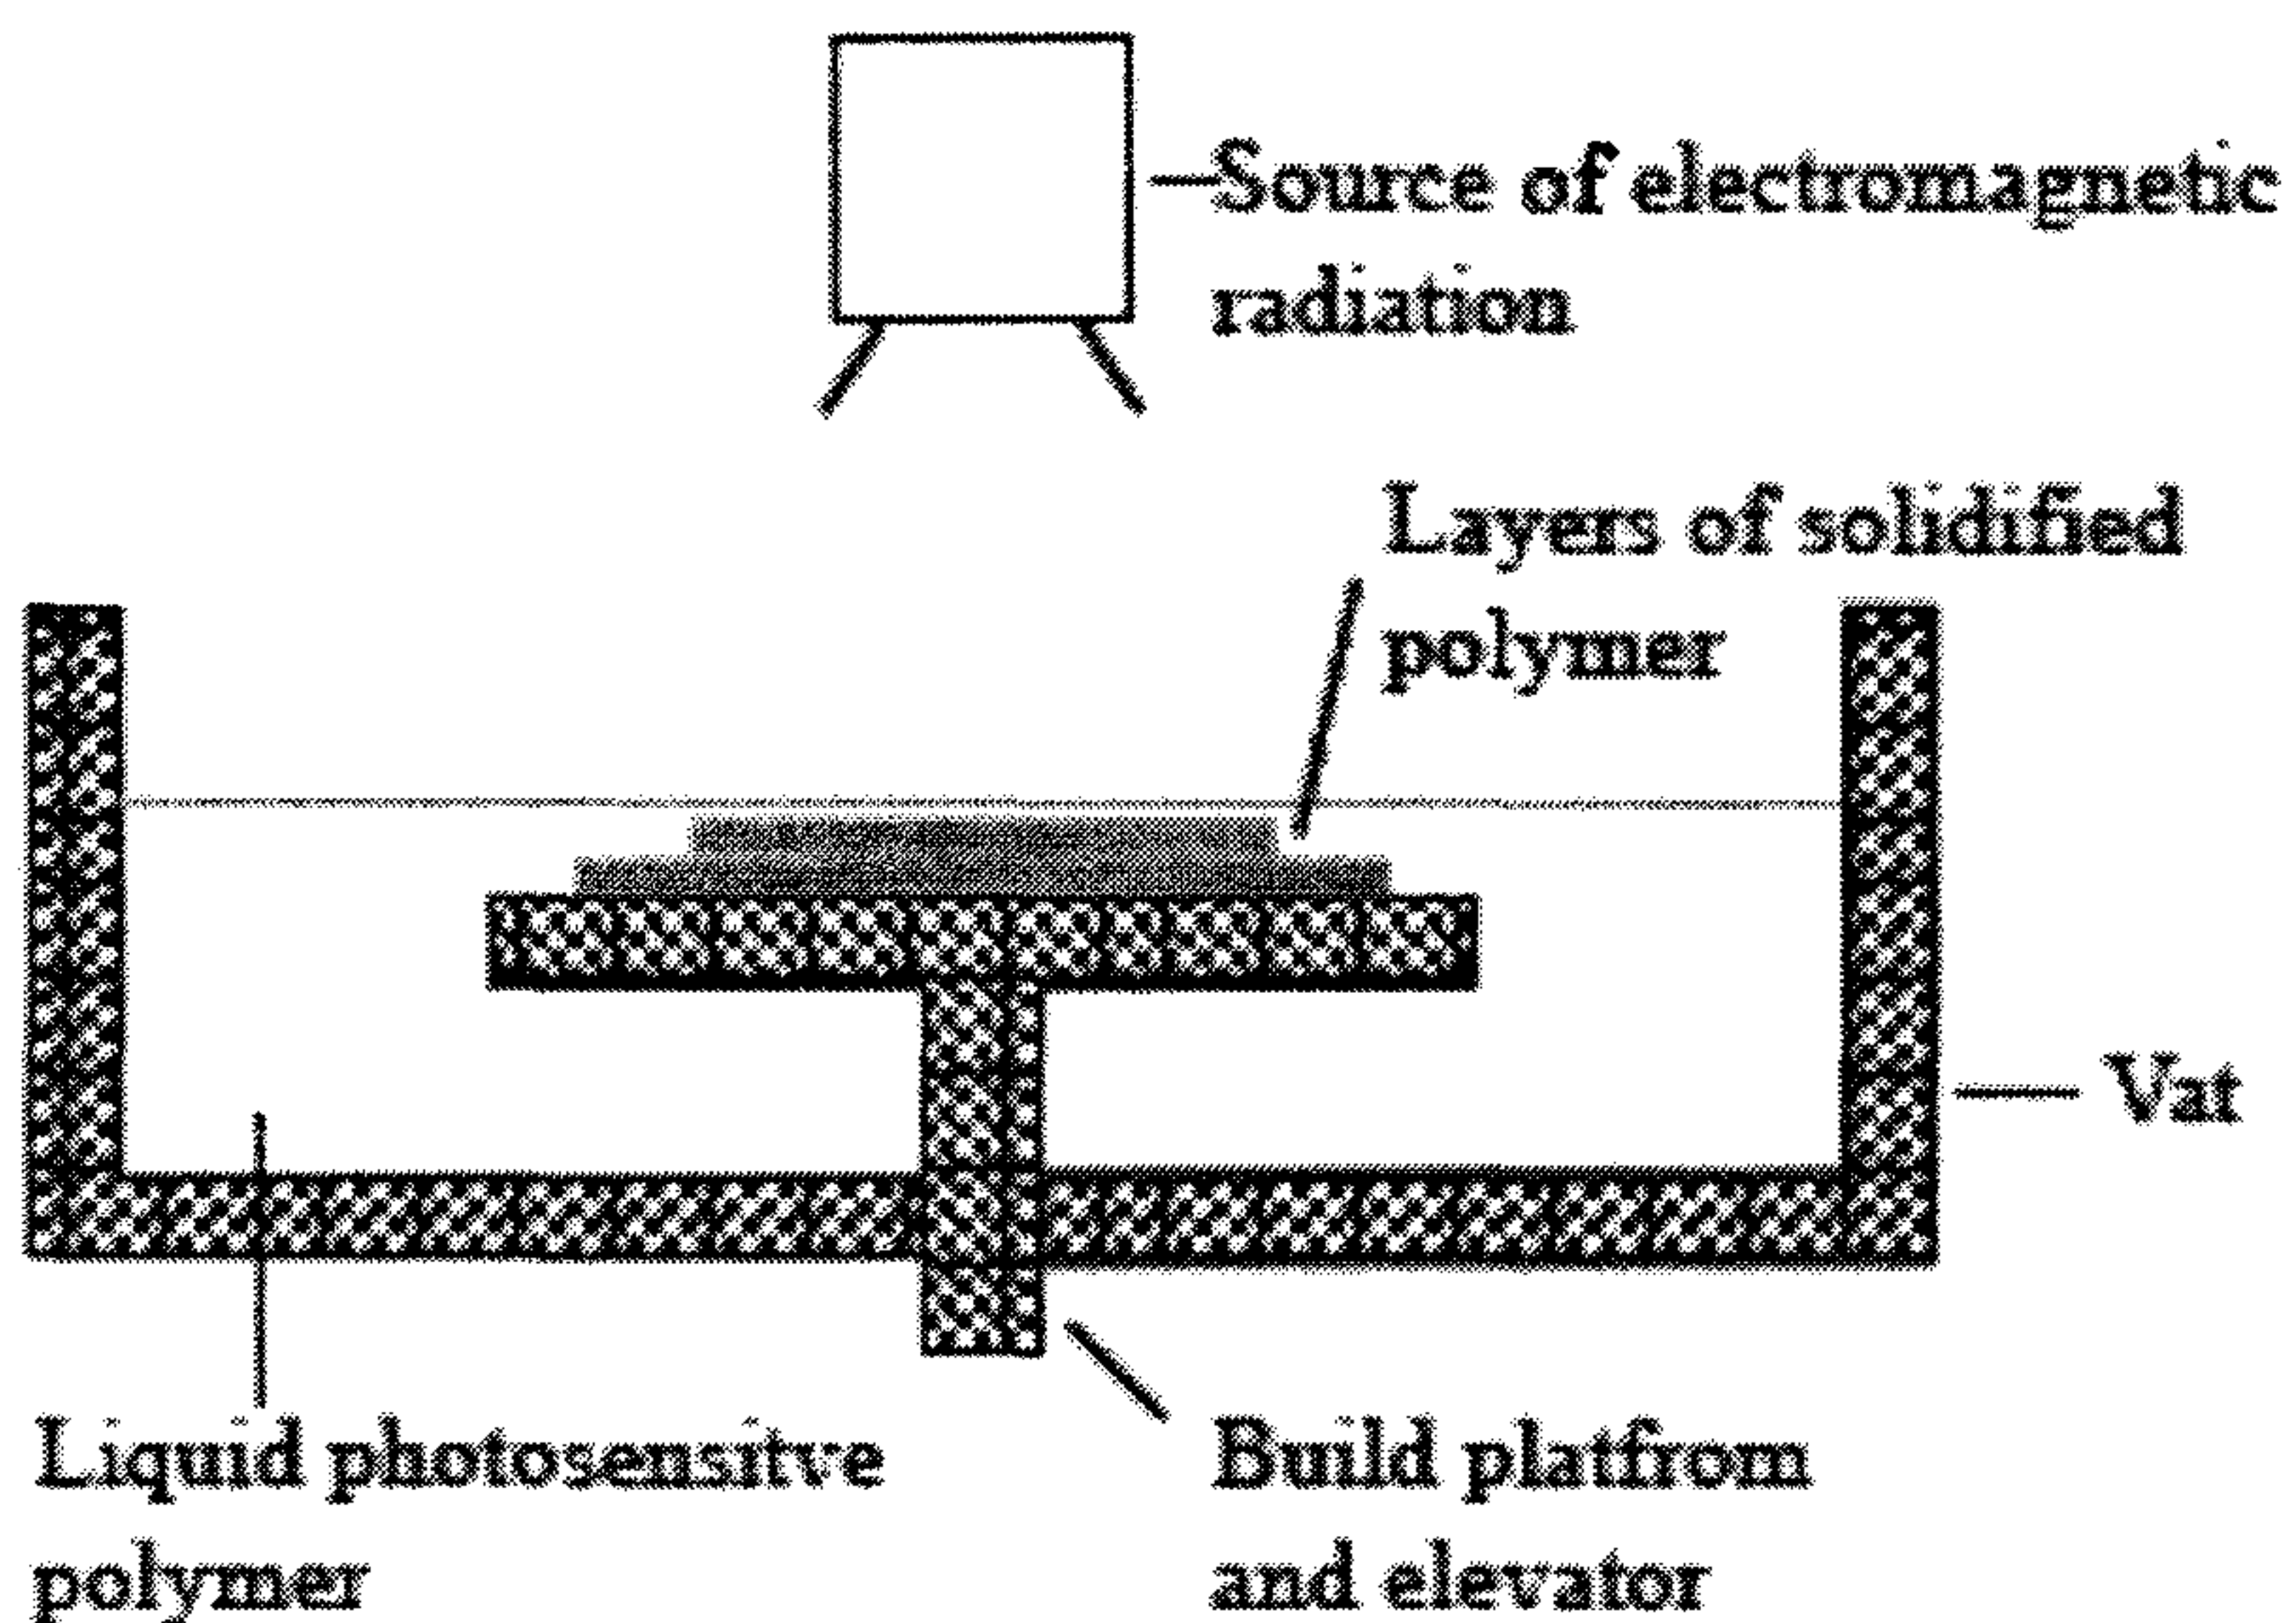 Source of electromagnetic
radiation
Layers of solidified
polymer
Vat
Liquid photosensitve
polymer
Build platfrom
and elevator